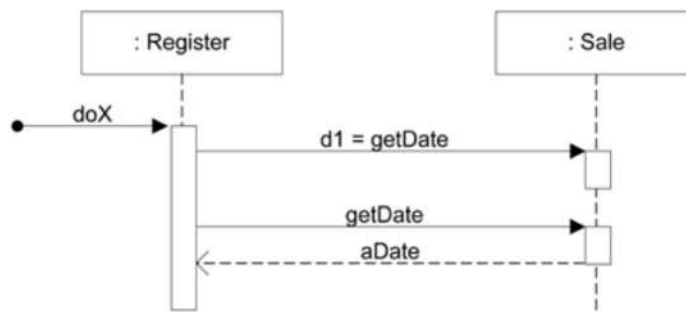 : Register
: Sale
doX
d1 = getDate
getDate
aDate